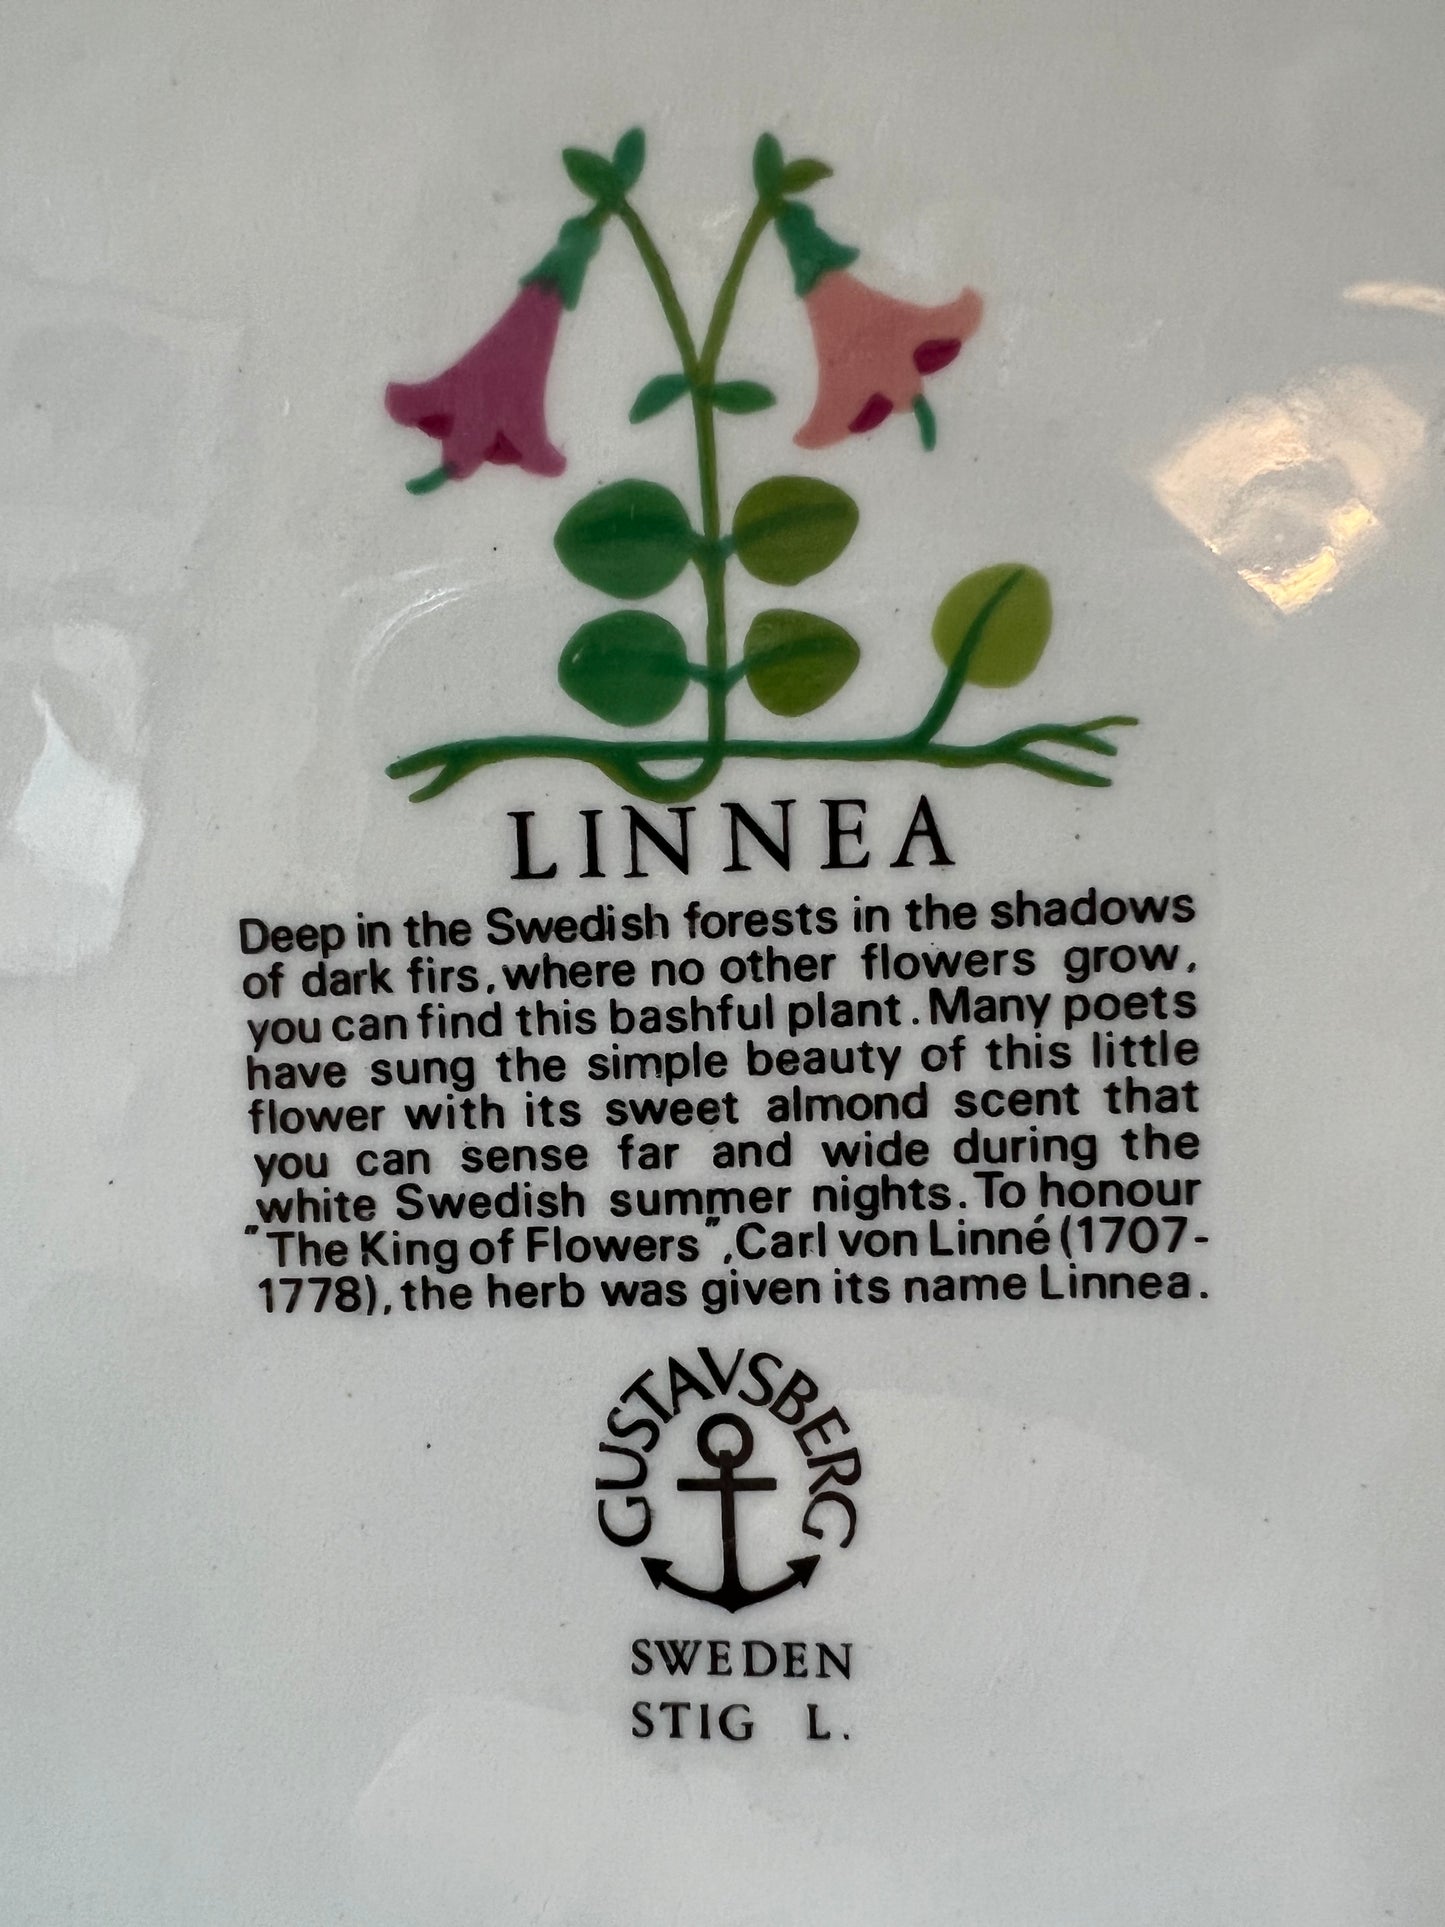 LINNEA
Deep in the Swedish forests in the shadows
of dark firs, where no other flowers grow,
you can find this bashful plant. Many poets
have sung the simple beauty of this little
flower with its sweet almond scent that
you can sense far and wide during the
white Swedish summer nights. To honour
"The King of Flowers", Carl von Linné (1707-
1778), the herb was given its name Linnea.
GUSTAVSBERG
SWEDEN
STIG L.